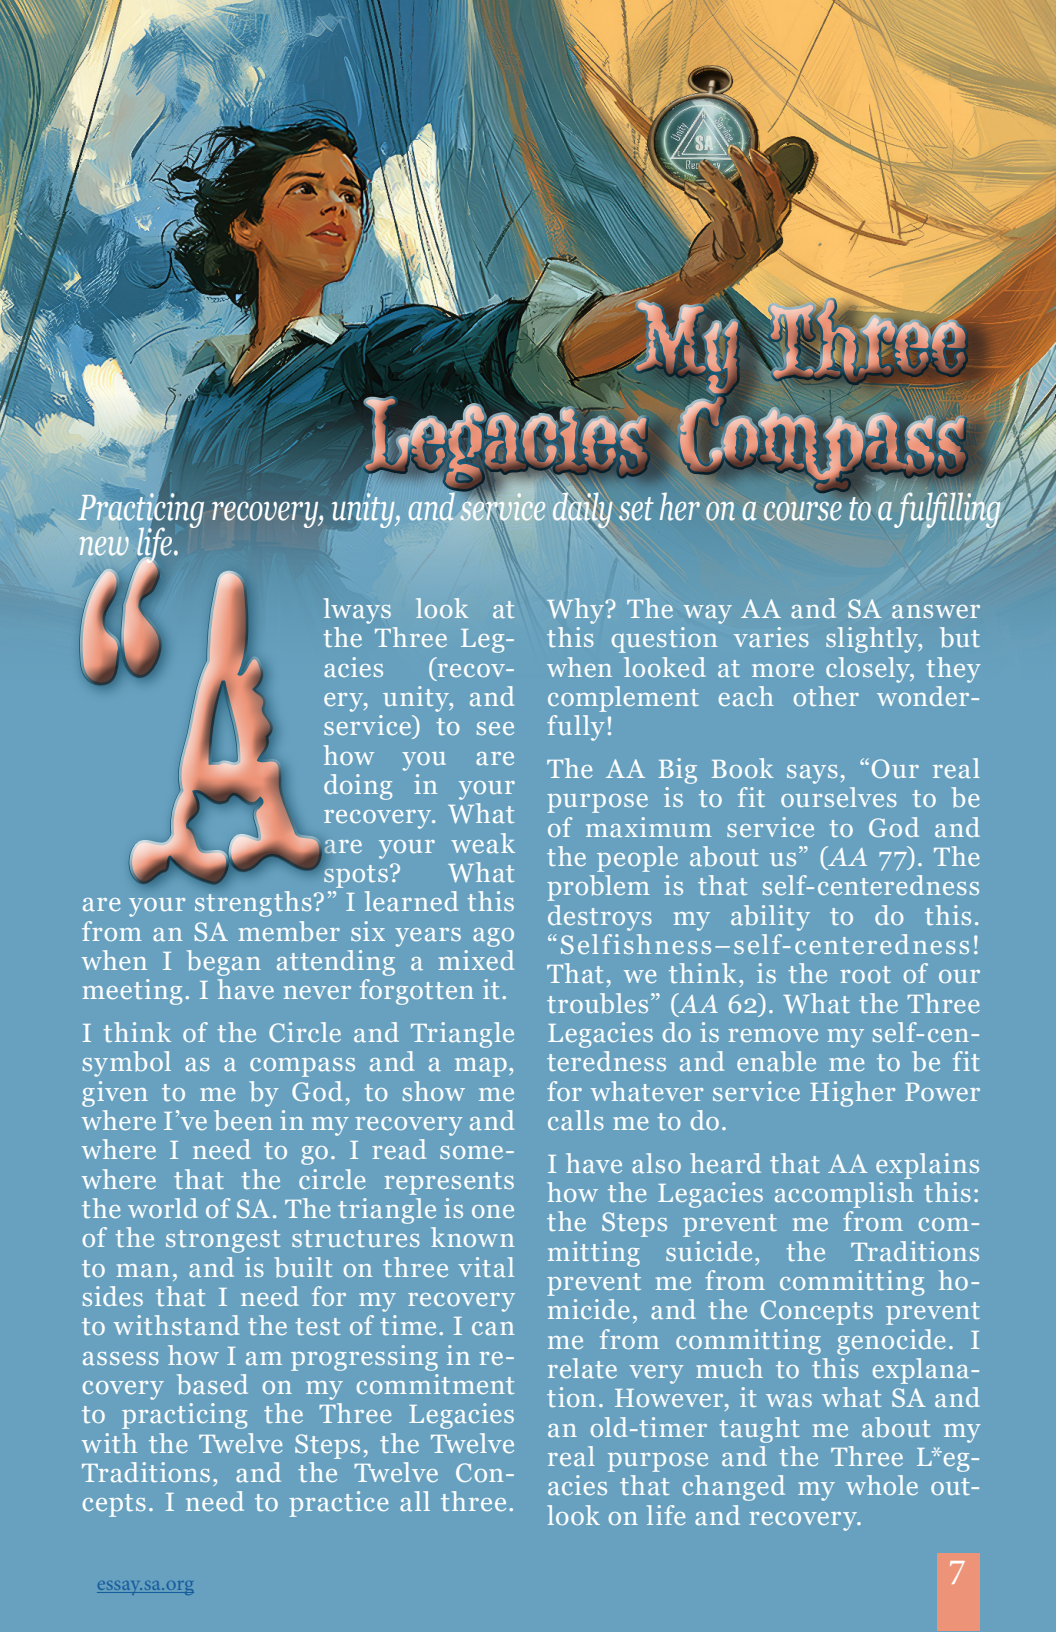 Unity
Service
SA
Recovery
My Three
Legacies Compass
Practicing recovery, unity, and service daily set her on a course to a fulfilling
new life.
“A
lways look at
the Three Leg-
acies (recov-
ery, unity, and
service) to see
how you are
doing in your
recovery. What
are your weak
spots? What
are your strengths?” I learned this
from an SA member six years ago
when I began attending a mixed
meeting. I have never forgotten it.
I think of the Circle and Triangle
symbol as a compass and a map,
given to me by God, to show me
where I’ve been in my recovery and
where I need to go. I read some-
where that the circle represents
the world of SA. The triangle is one
of the strongest structures known
to man, and is built on three vital
sides that I need for my recovery
to withstand the test of time. I can
assess how I am progressing in re-
covery based on my commitment
to practicing the Three Legacies
with the Twelve Steps, the Twelve
Traditions, and the Twelve Con-
cepts. I need to practice all three.
Why? The way AA and SA answer
this question varies slightly, but
when looked at more closely, they
complement each other wonder-
fully!
The AA Big Book says, “Our real
purpose is to fit ourselves to be
of maximum service to God and
the people about us” (AA 77). The
problem is that self-centeredness
destroys my ability to do this.
“Selfishness–self-centeredness!
That, we think, is the root of our
troubles” (AA 62). What the Three
Legacies do is remove my self-cen-
teredness and enable me to be fit
for whatever service Higher Power
calls me to do.
I have also heard that AA explains
how the Legacies accomplish this:
the Steps prevent me from com-
mitting suicide, the Traditions
prevent me from committing ho-
micide, and the Concepts prevent
me from committing genocide. I
relate very much to this explana-
tion. However, it was what SA and
an old-timer taught me about my
real purpose and the Three L*eg-
acies that changed my whole out-
look on life and recovery.
essay.sa.org
7